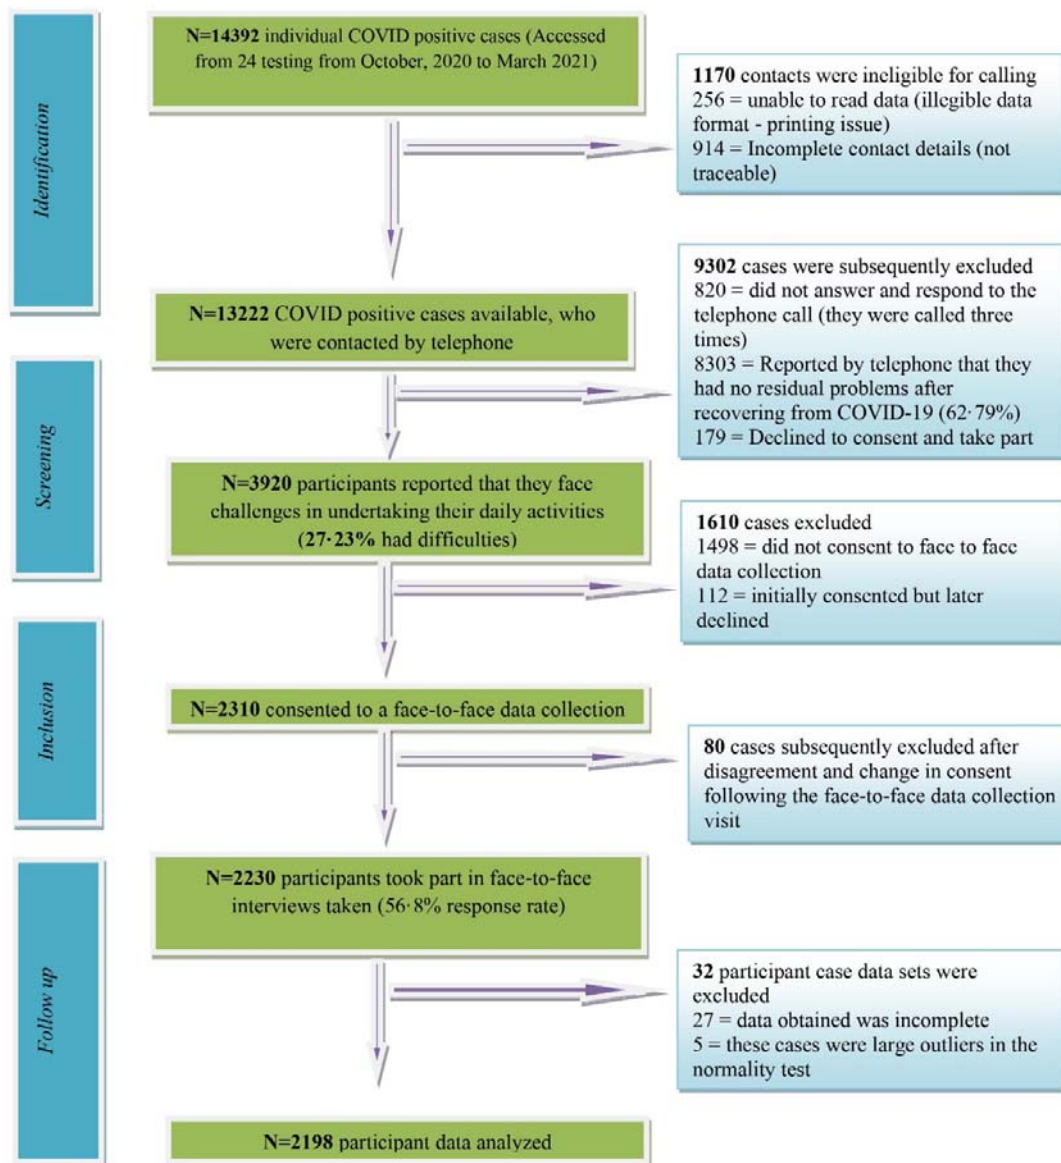 N=14392 individual COVID positive cases (Accessed
from 24 testing from October, 2020 to March 2021)
1170 contacts were ineligible for calling
256 = unable to read data (illegible data
format - printing issue)
914 = Incomplete contact details (not
traceable)
Identification
N=13222 COVID positive cases available, who
were contacted by telephone
9302 cases were subsequently excluded
820 = did not answer and respond to the
telephone call (they were called three
times)
8303 = Reported by telephone that they
had no residual problems after
recovering from COVID-19 (62·79%)
179 = Declined to consent and take part
Screening
N=3920 participants reported that they face
challenges in undertaking their daily activities
(27·23% had difficulties)
1610 cases excluded
1498 = did not consent to face to face
data collection
112 = initially consented but later
declined
Inclusion
N=2310 consented to a face-to-face data collection
80 cases subsequently excluded after
disagreement and change in consent
following the face-to-face data collection
visit
N=2230 participants took part in face-to-face
interviews taken (56·8% response rate)
Follow up
32 participant case data sets were
excluded
27 = data obtained was incomplete
5 = these cases were large outliers in the
normality test
N=2198 participant data analyzed